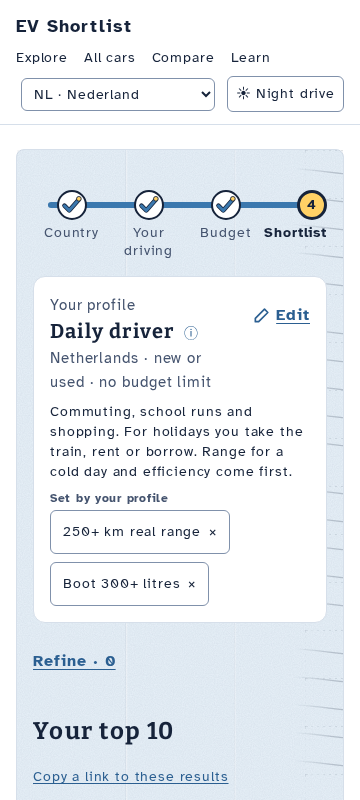 EV Shortlist
Explore All cars Compare Learn
NL · Nederland
☀ Night drive
4
Country Your driving Budget Shortlist
Your profile
Edit
Daily driver ⓘ
Netherlands · new or
used · no budget limit
Commuting, school runs and
shopping. For holidays you take the
train, rent or borrow. Range for a
cold day and efficiency come first.
Set by your profile
250+ km real range ×
Boot 300+ litres ×
Refine · 0
Your top 10
Copy a link to these results